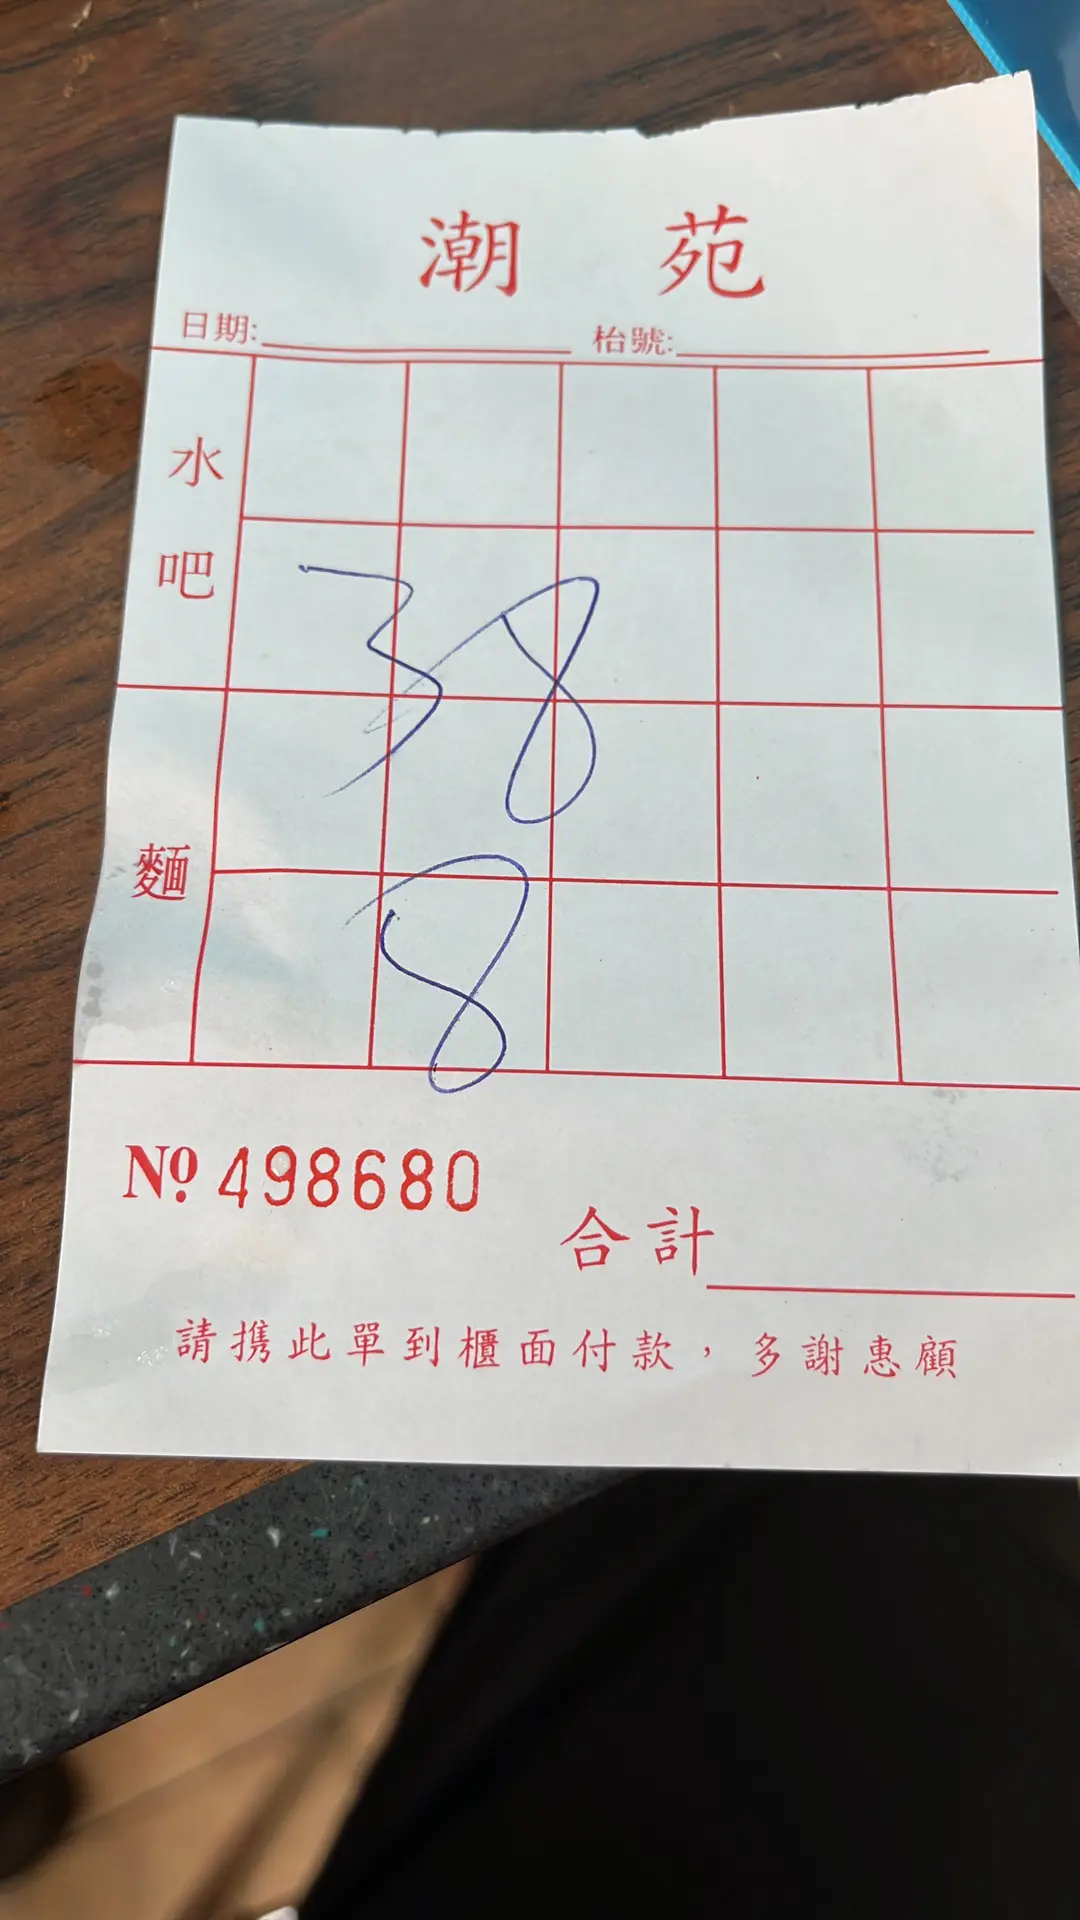 潮 苑
日期: 枱號:
水吧
38
麵
8
Nº 498680
合計
請携此單到櫃面付款，多謝惠顧